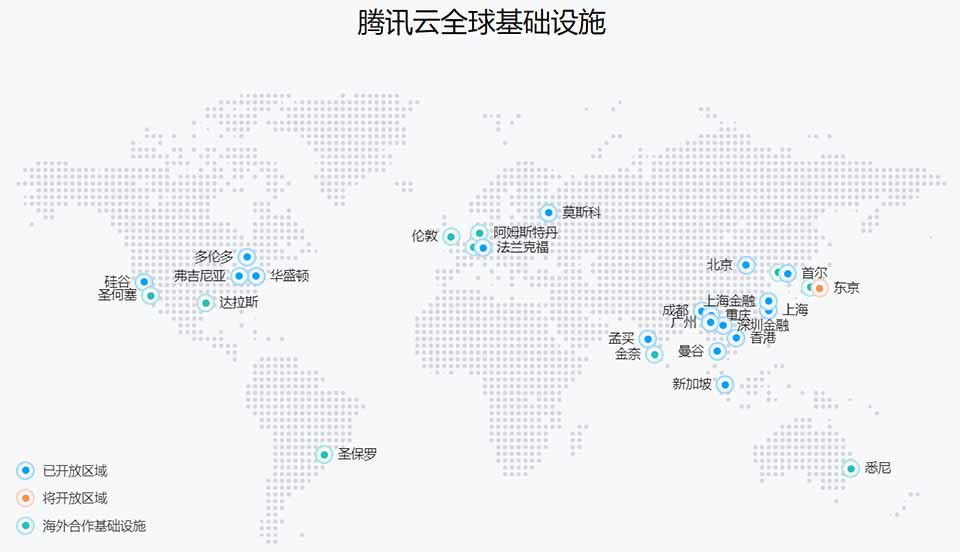 腾讯云全球基础设施
莫斯科
伦敦
阿姆斯特丹
法兰克福
多伦多
弗吉尼亚
华盛顿
硅谷
圣何塞
达拉斯
北京
首尔
东京
上海金融
成都
重庆
上海
广州
深圳金融
香港
孟买
金奈
曼谷
新加坡
圣保罗
悉尼
已开放区域
将开放区域
海外合作基础设施